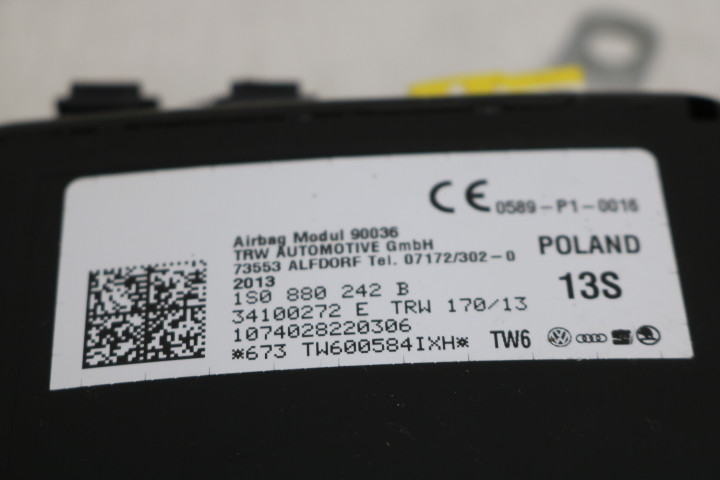 CE 0589-P1-0016
Airbag Modul 90036
TRW AUTOMOTIVE GmbH
73553 ALFDORF Tel. 07172/302-0
2013
POLAND
1S0 880 242 B
13S
34100272 E TRW 170/13
1074028220306
*673 TW600584IXH*
TW6